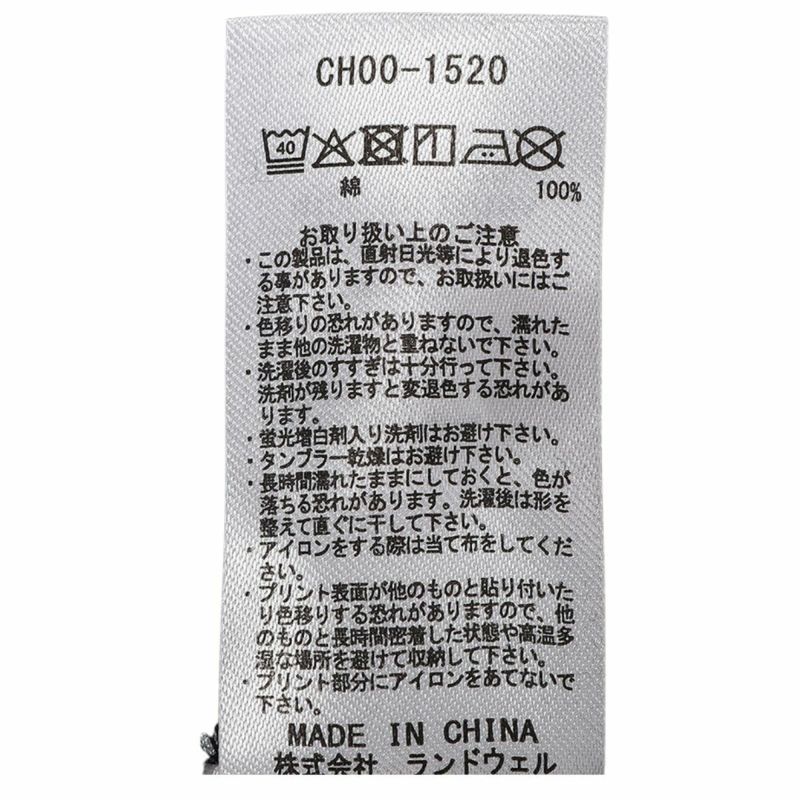 CH00-1520
40
綿 100%
お取り扱い上のご注意
・この製品は、直射日光等により退色す
る事がありますので、お取扱いにはご
注意下さい。
・色移りの恐れがありますので、濡れた
まま他の洗濯物と重ねないで下さい。
・洗濯後のすすぎは十分行って下さい。
洗剤が残りますと変退色する恐れがあ
ります。
・蛍光増白剤入り洗剤はお避け下さい。
・タンブラー乾燥はお避け下さい。
・長時間濡れたままにしておくと、色が
落ちる恐れがあります。洗濯後は形を
整えて直ぐに干して下さい。
・アイロンをする際は当て布をしてくだ
さい。
・プリント表面が他のものと貼り付いた
り色移りする恐れがありますので、他
のものと長時間密着した状態や高温多
湿な場所を避けて収納して下さい。
・プリント部分にアイロンをあてないで
下さい。
MADE IN CHINA
株式会社 ランドウェル